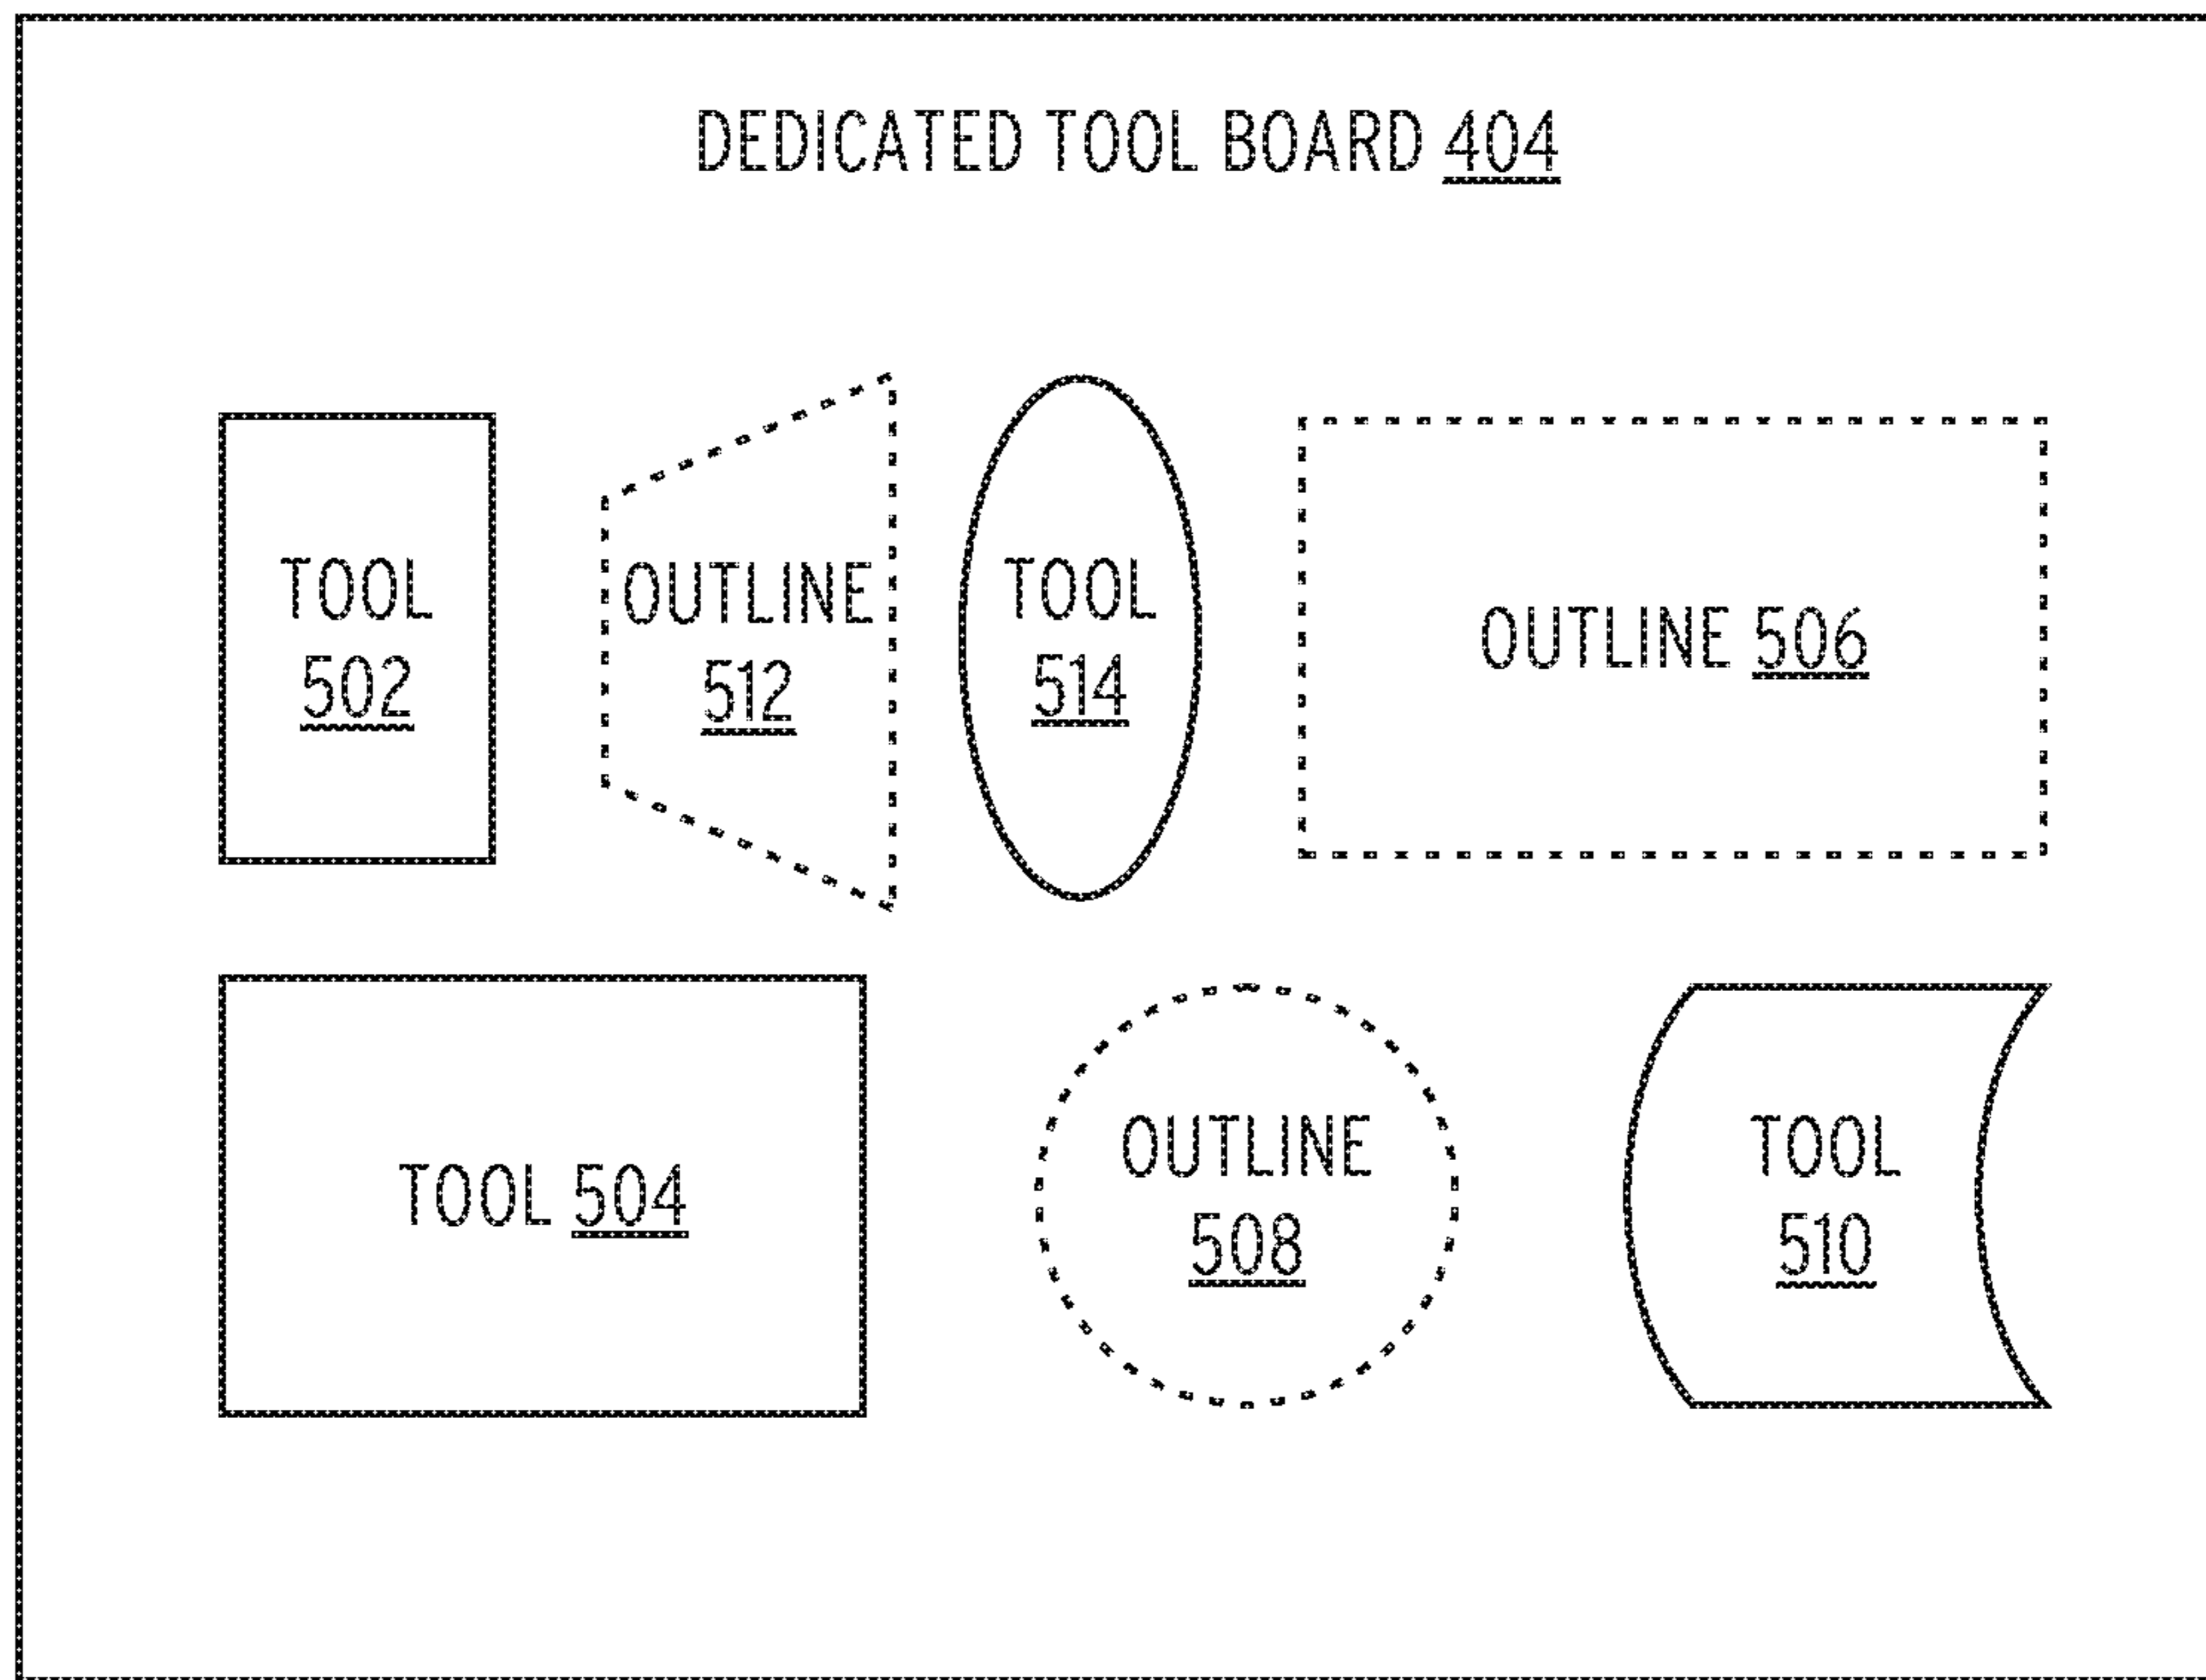 DEDICATED TOOL BOARD 404
TOOL
502
OUTLINE
512
TOOL
514
OUTLINE 506
TOOL 504
OUTLINE
508
TOOL
510